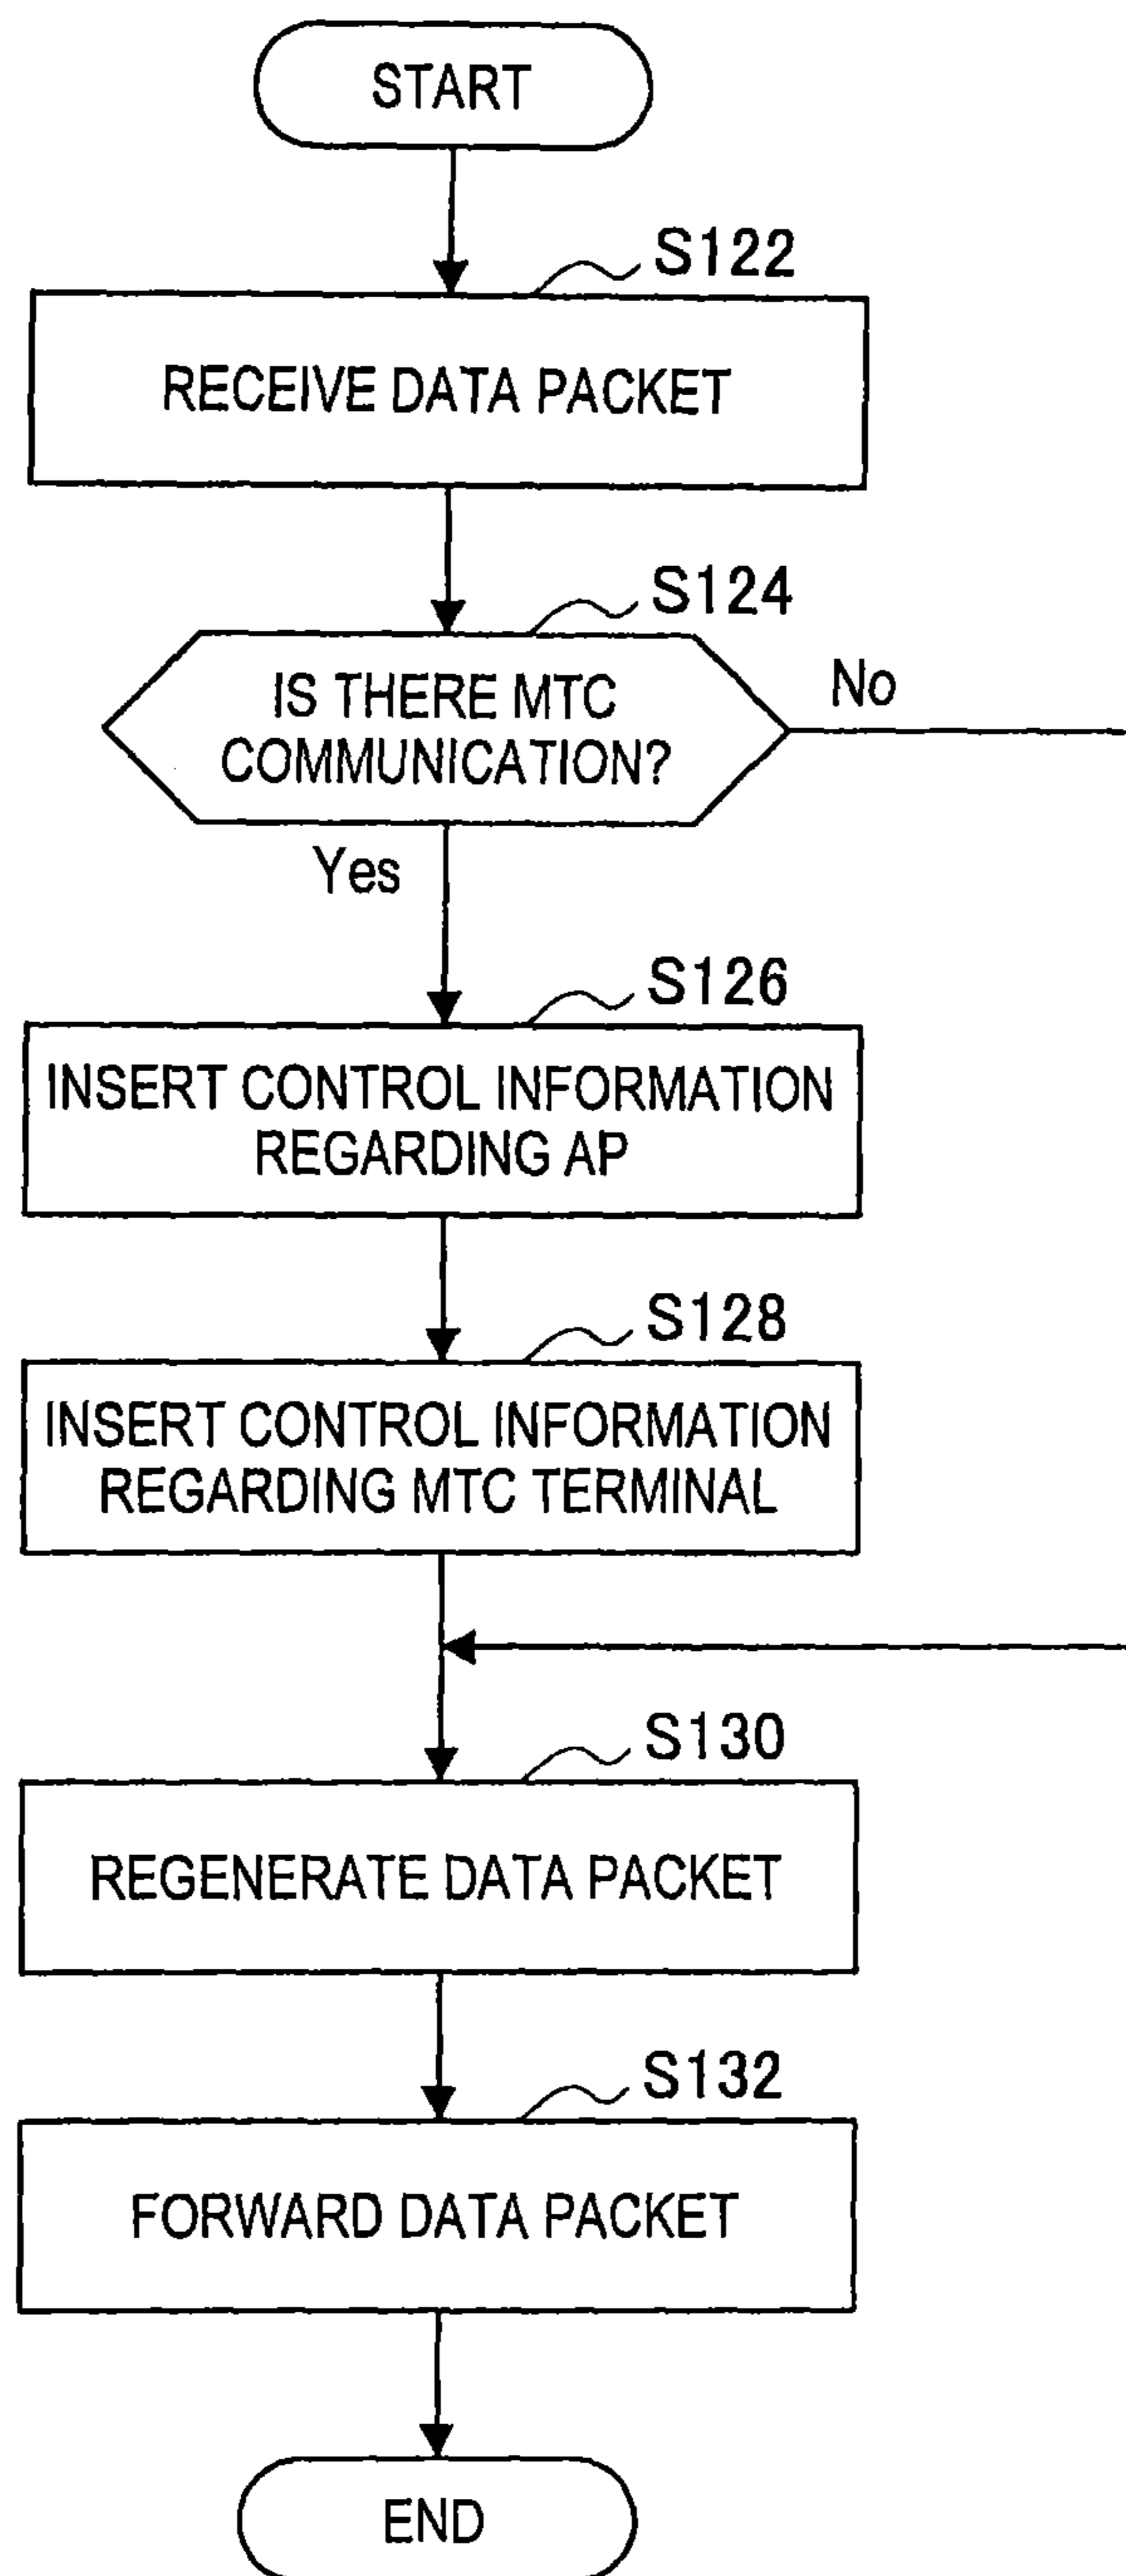 START
S122
RECEIVE DATA PACKET
S124
IS THERE MTC
COMMUNICATION?
No
Yes
S126
INSERT CONTROL INFORMATION
REGARDING AP
S128
INSERT CONTROL INFORMATION
REGARDING MTC TERMINAL
S130
REGENERATE DATA PACKET
S132
FORWARD DATA PACKET
END